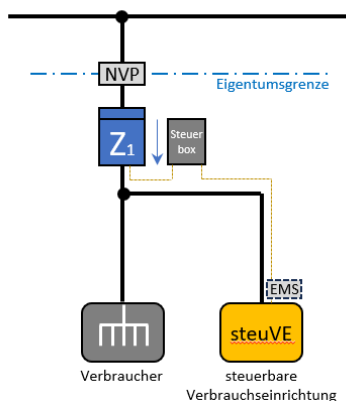 NVP
Eigentumsgrenze
Z1
Steuer
box
EMS
steuVE
Verbraucher
steuerbare
Verbrauchseinrichtung